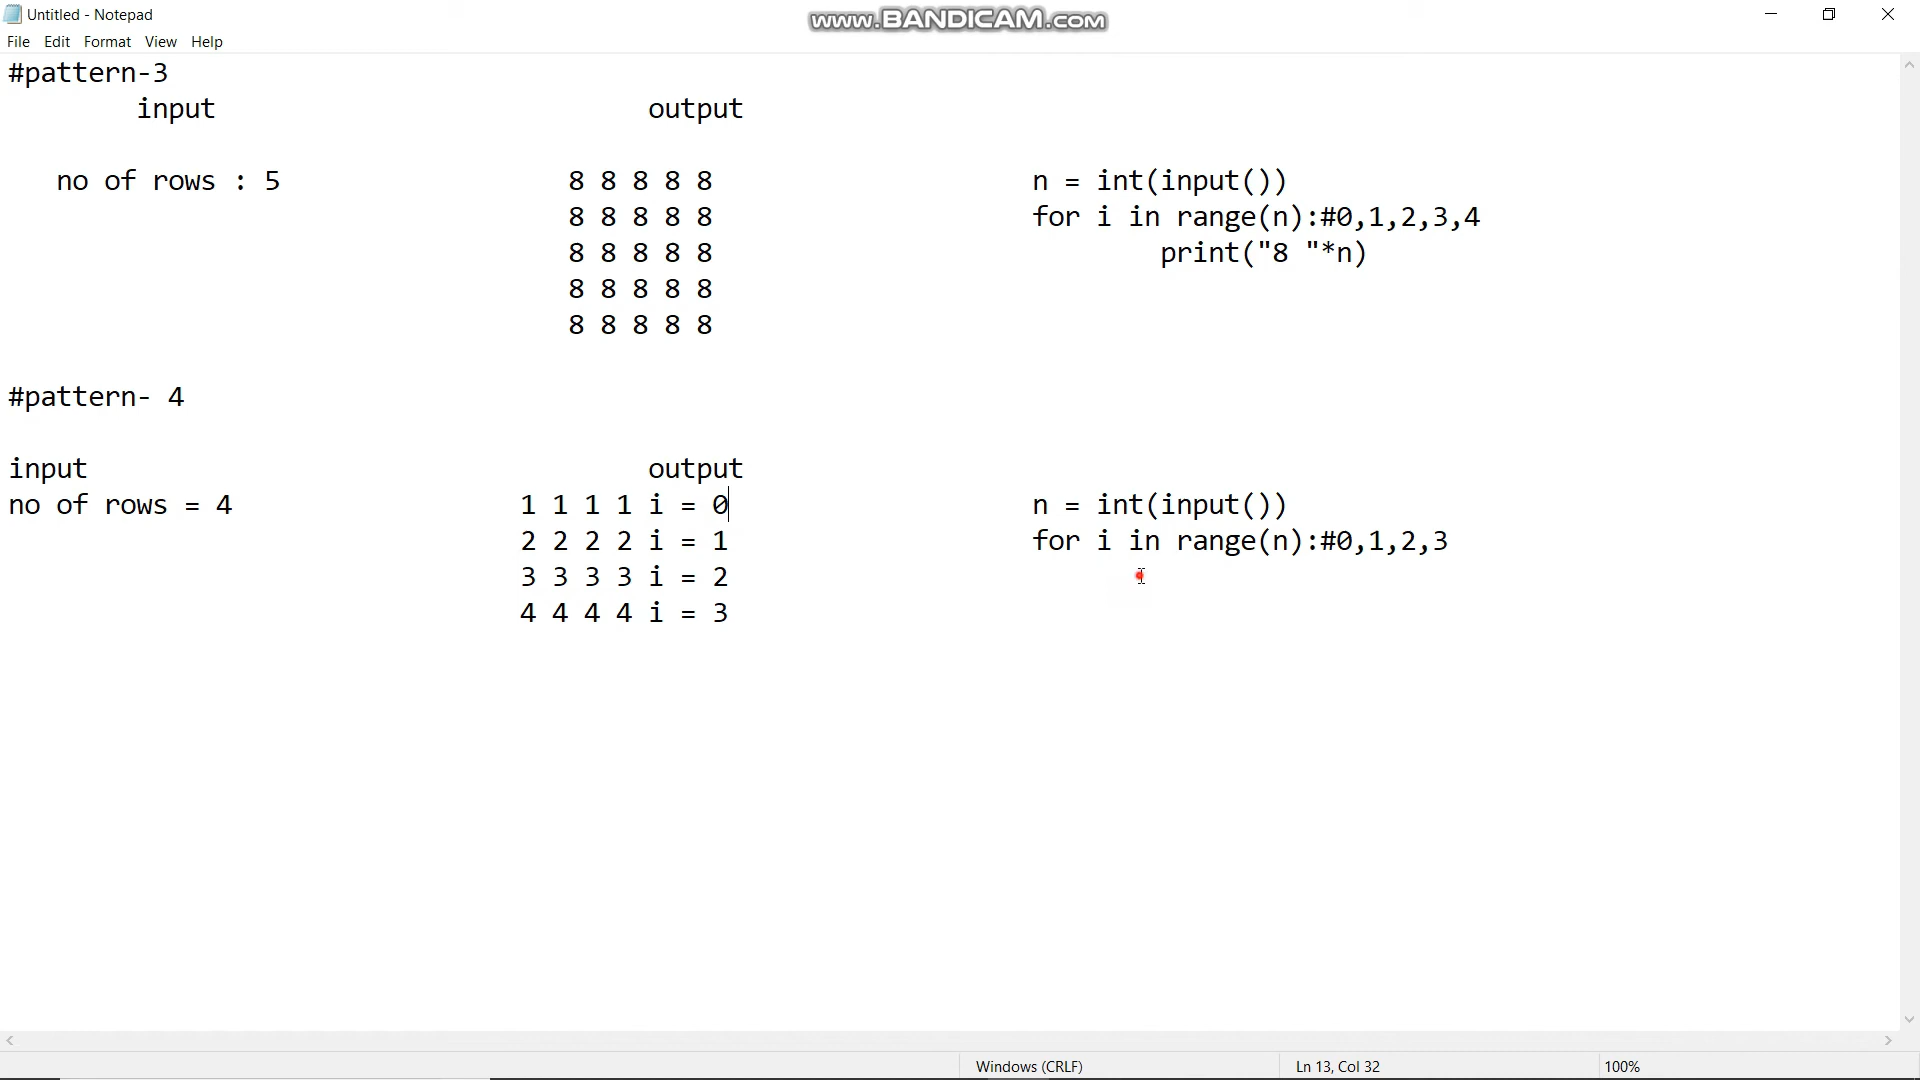 Untitled - Notepad
www.BANDICAM.com
File Edit Format View Help
#pattern-3
input output
no of rows : 5 8 8 8 8 8 n = int(input())
8 8 8 8 8 for i in range(n):#0,1,2,3,4
8 8 8 8 8 print("8 "*n)
8 8 8 8 8
8 8 8 8 8
#pattern- 4
input output
no of rows = 4 1 1 1 1 i = 0 n = int(input())
2 2 2 2 i = 1 for i in range(n):#0,1,2,3
3 3 3 3 i = 2
4 4 4 4 i = 3
Windows (CRLF) Ln 13, Col 32 100%